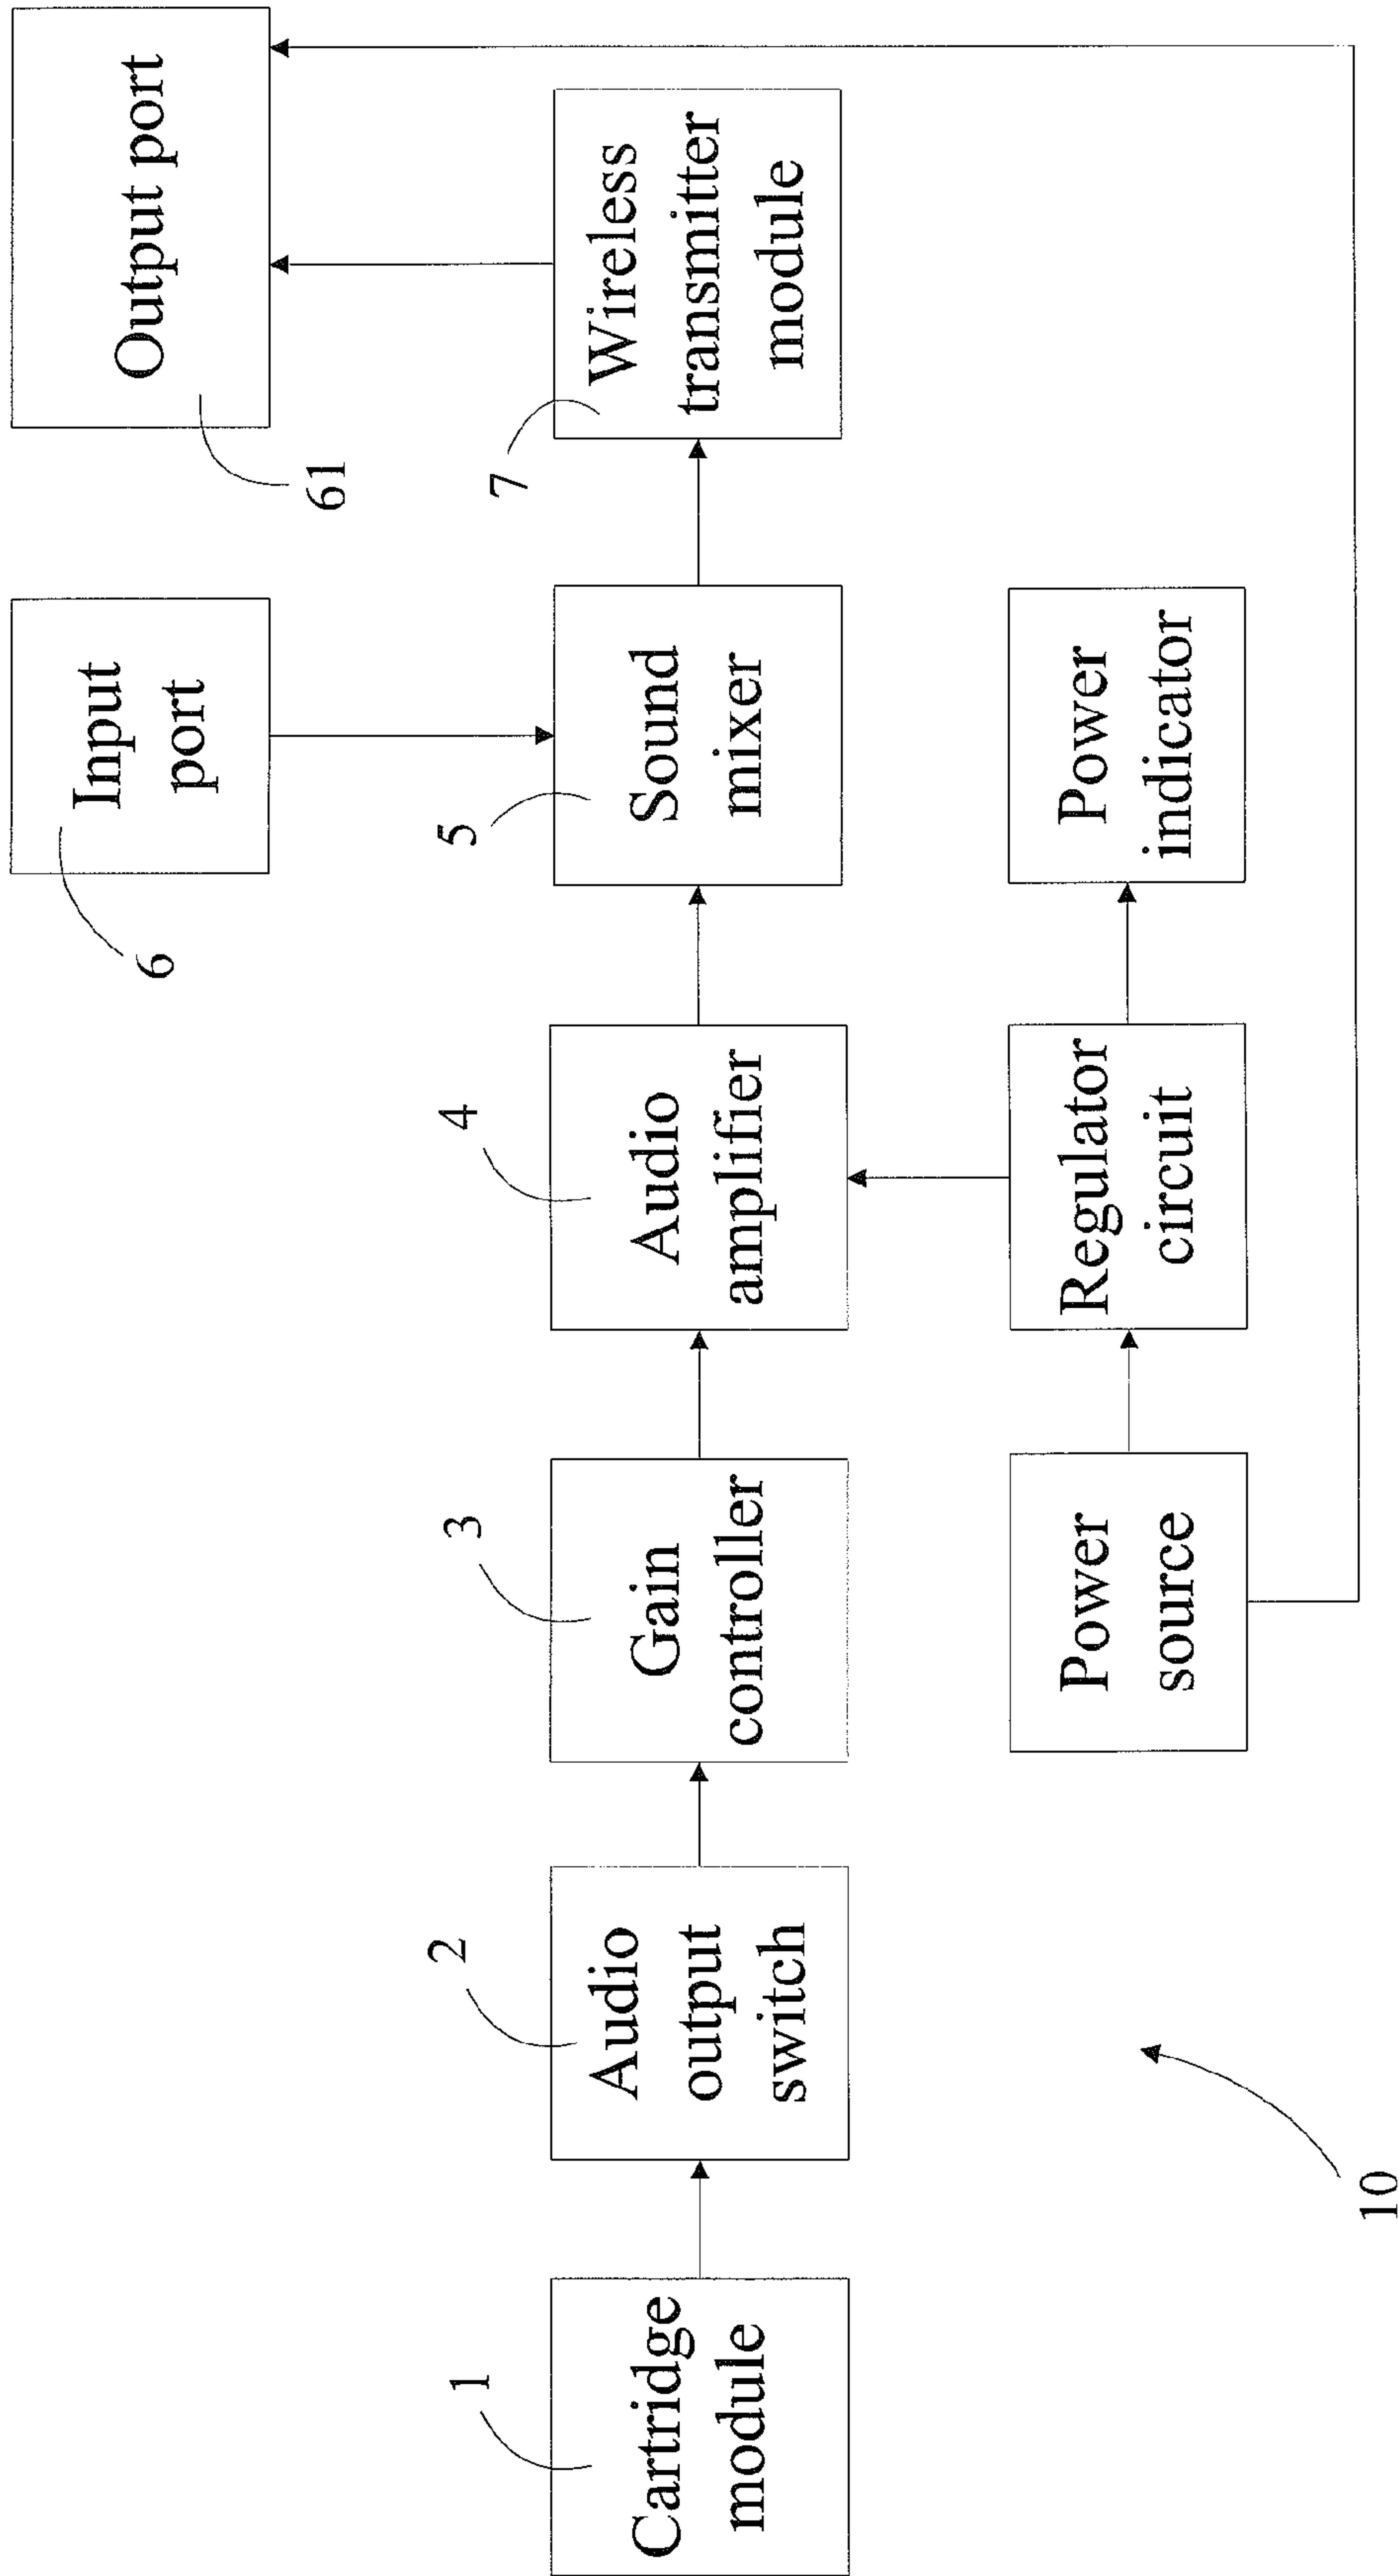 Input
port
Output port
6
61
1
Cartridge
module
2
Audio
output
switch
3
Gain
controller
4
Audio
amplifier
5
Sound
mixer
7
Wireless
transmitter
module
Power
source
Regulator
circuit
Power
indicator
10